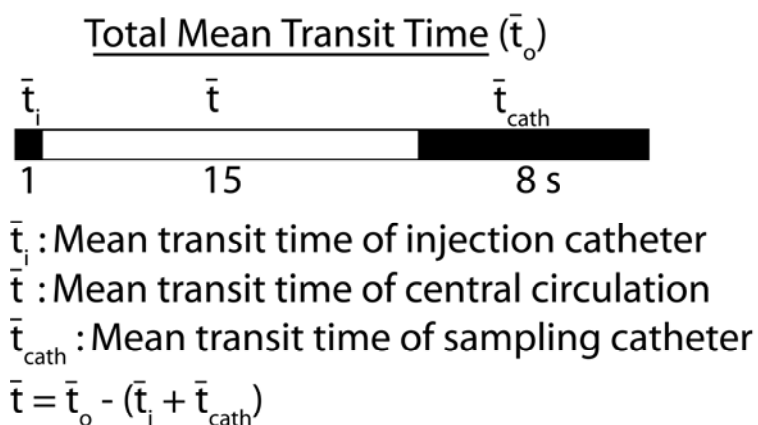 Total Mean Transit Time (t̄ₒ)
t̄ᵢ t̄ t̄cath
1 15 8 s
t̄ᵢ : Mean transit time of injection catheter
t̄ : Mean transit time of central circulation
t̄cath : Mean transit time of sampling catheter
t̄ = t̄ₒ - (t̄ᵢ + t̄cath)